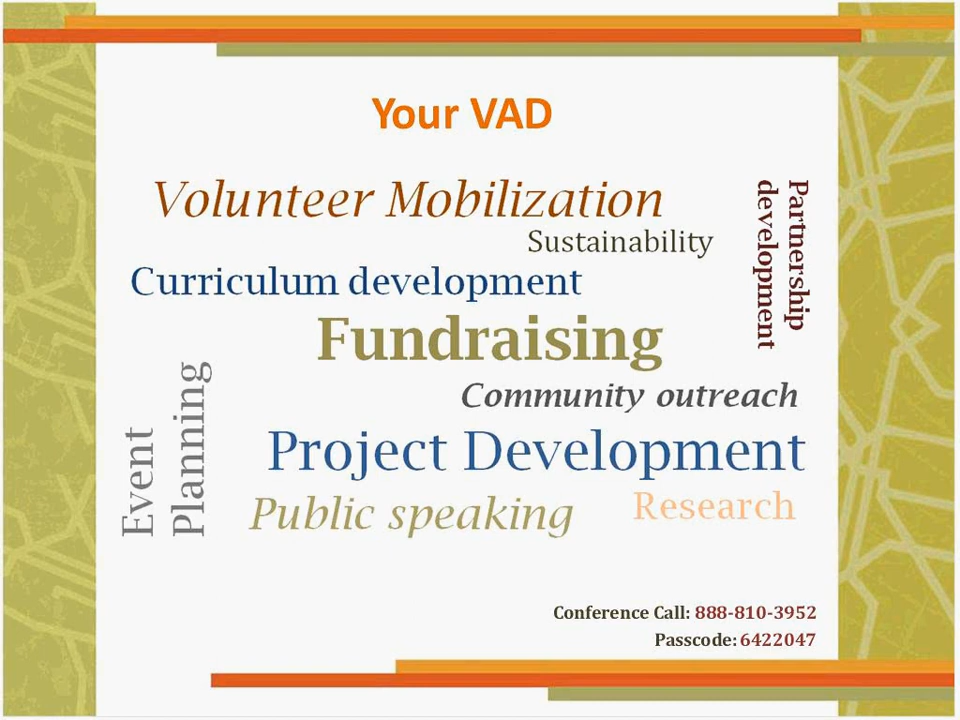 Your VAD
Volunteer Mobilization
Sustainability
Partnership
development
Curriculum development
Fundraising
Community outreach
Event
Planning
Project Development
Public speaking
Research
Conference Call: 888-810-3952
Passcode: 6422047